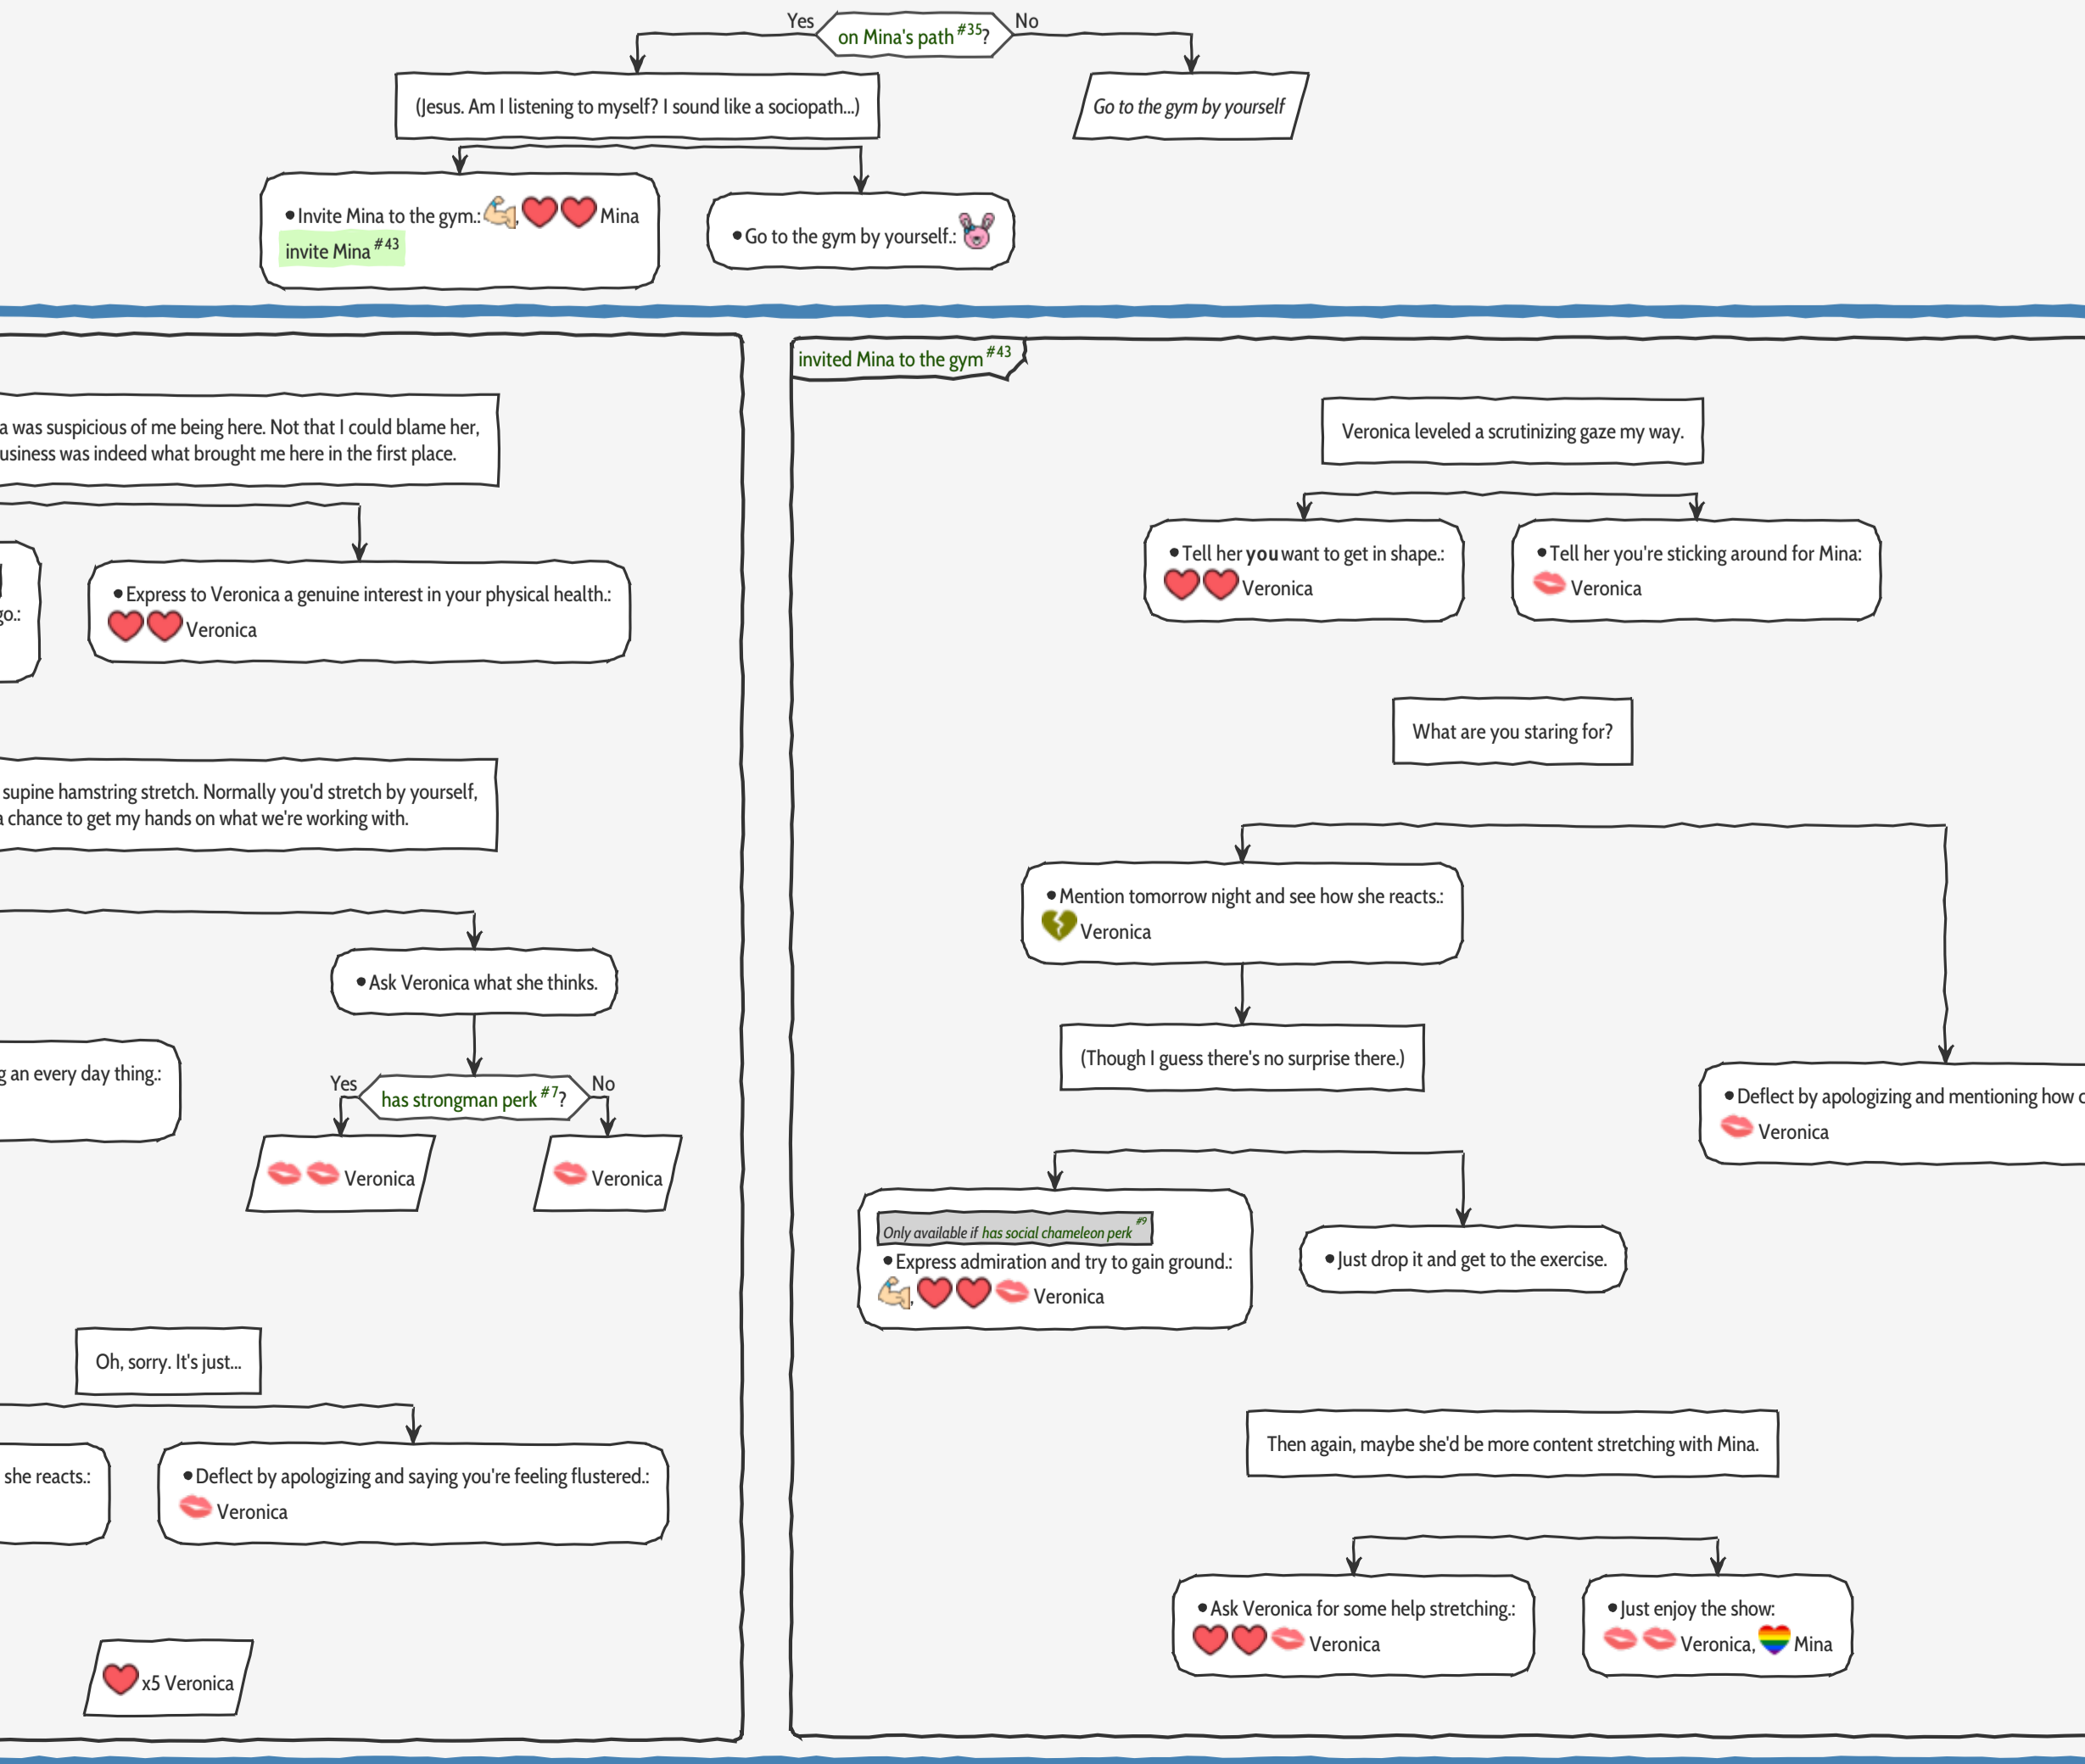 Yes
on Mina's path #35?
No
(Jesus. Am I listening to myself? I sound like a sociopath...)
Go to the gym by yourself
•Invite Mina to the gym.: , Mina
invite Mina #43
•Go to the gym by yourself.:
a was suspicious of me being here. Not that I could blame her,
usiness was indeed what brought me here in the first place.
go.:
•Express to Veronica a genuine interest in your physical health.:
Veronica
supine hamstring stretch. Normally you'd stretch by yourself,
a chance to get my hands on what we're working with.
•Ask Veronica what she thinks.
g an every day thing.:
Yes
has strongman perk #7?
No
Veronica
Veronica
Oh, sorry. It's just...
she reacts.:
•Deflect by apologizing and saying you're feeling flustered.:
Veronica
x5 Veronica
invited Mina to the gym #43
Veronica leveled a scrutinizing gaze my way.
•Tell her you want to get in shape.:
Veronica
•Tell her you're sticking around for Mina:
Veronica
What are you staring for?
•Mention tomorrow night and see how she reacts.:
Veronica
(Though I guess there's no surprise there.)
•Deflect by apologizing and mentioning how c
Veronica
Only available if has social chameleon perk #9
•Express admiration and try to gain ground.:
, Veronica
•Just drop it and get to the exercise.
Then again, maybe she'd be more content stretching with Mina.
•Ask Veronica for some help stretching.:
Veronica
•Just enjoy the show:
Veronica, Mina